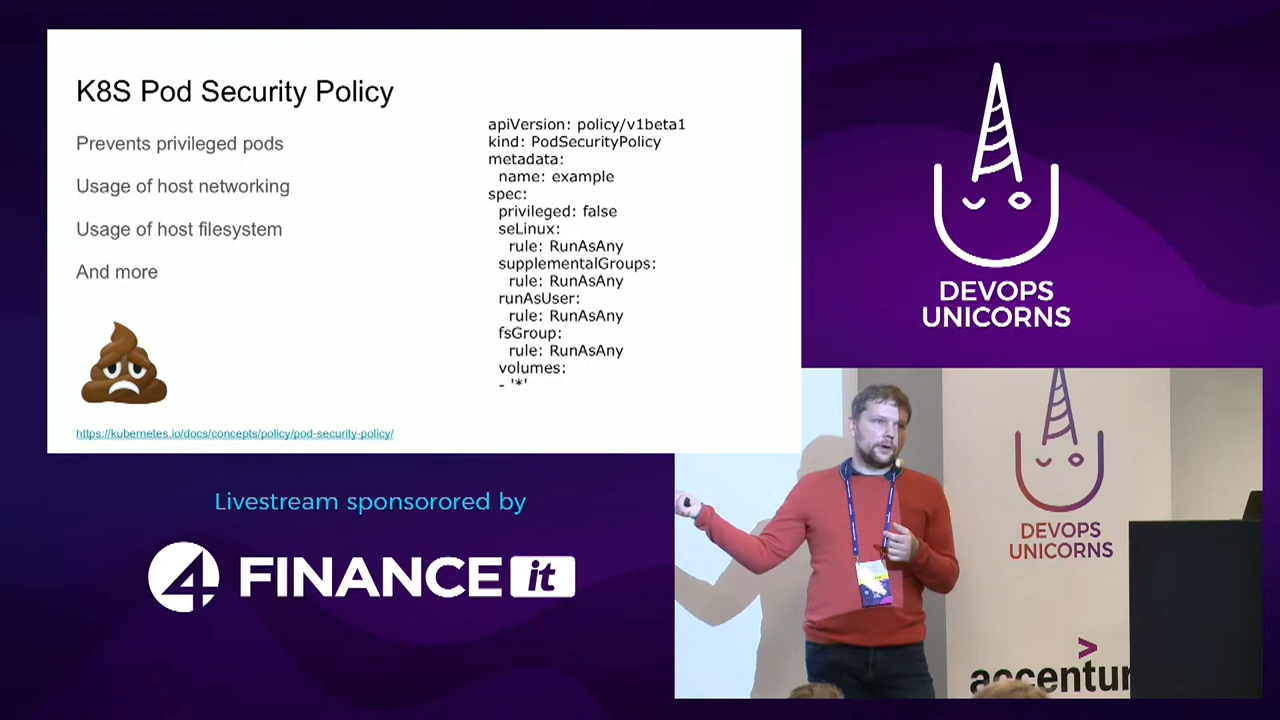 K8S Pod Security Policy
Prevents privileged pods
Usage of host networking
Usage of host filesystem
And more
https://kubernetes.io/docs/concepts/policy/pod-security-policy/
apiVersion: policy/v1beta1
kind: PodSecurityPolicy
metadata:
name: example
spec:
privileged: false
seLinux:
rule: RunAsAny
supplementalGroups:
rule: RunAsAny
runAsUser:
rule: RunAsAny
fsGroup:
rule: RunAsAny
volumes:
- '*'
DEVOPS
UNICORNS
Livestream sponsorored by
4FINANCE it
DEVOPS
UNICORNS
accentur